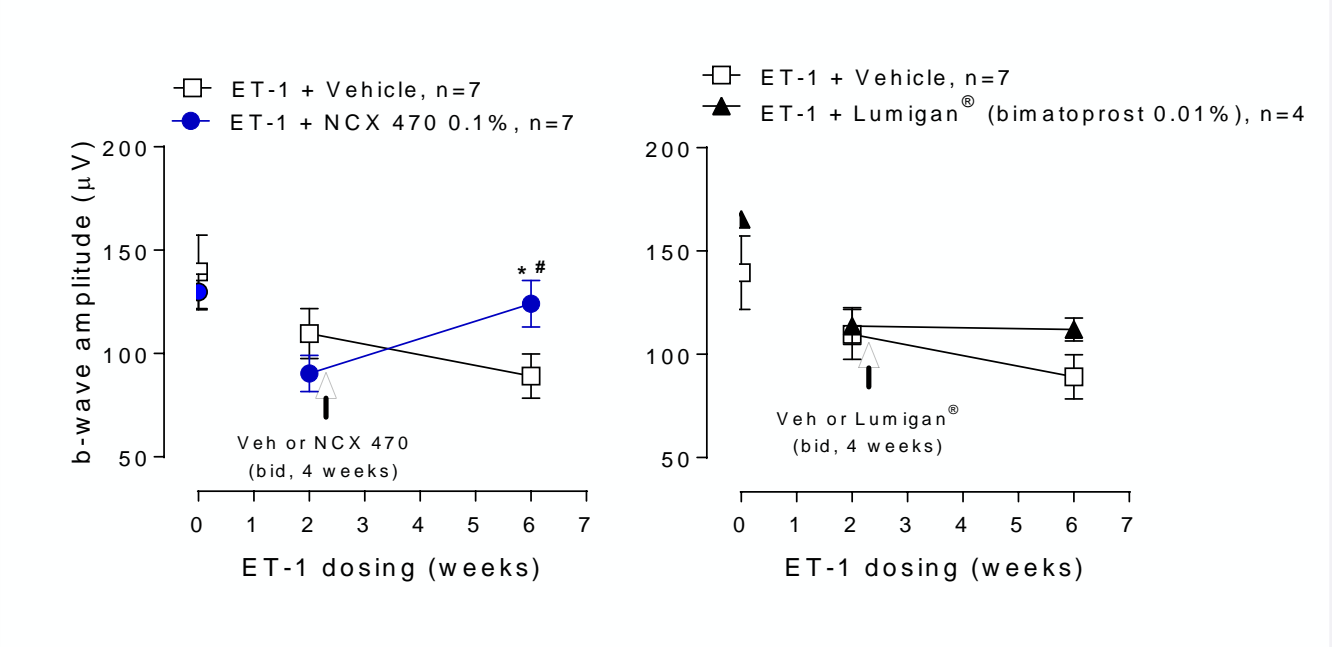 ET-1 + Vehicle, n=7
ET-1 + NCX 470 0.1%, n=7
b-wave amplitude (μV)
200
150
100
50
* #
Veh or NCX 470
(bid, 4 weeks)
0 1 2 3 4 5 6 7
ET-1 dosing (weeks)
ET-1 + Vehicle, n=7
ET-1 + Lumigan® (bimatoprost 0.01%), n=4
200
150
100
50
Veh or Lumigan®
(bid, 4 weeks)
0 1 2 3 4 5 6 7
ET-1 dosing (weeks)